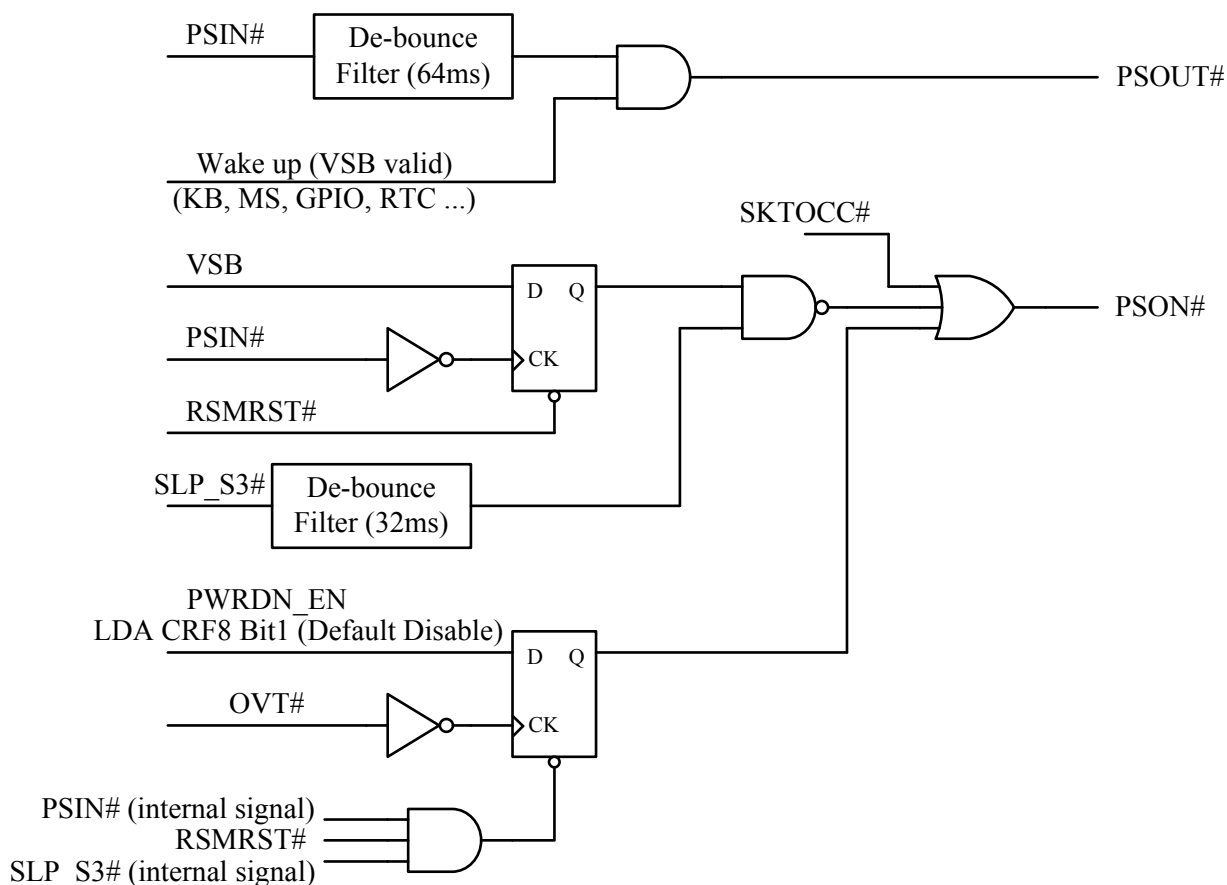 PSIN#
De-bounce
Filter (64ms)
PSOUT#
Wake up (VSB valid)
(KB, MS, GPIO, RTC ...)
SKTOCC#
VSB
D Q
PSIN#
CK
PSON#
RSMRST#
SLP_S3#
De-bounce
Filter (32ms)
PWRDN_EN
LDA CRF8 Bit1 (Default Disable)
D Q
OVT#
CK
PSIN# (internal signal)
RSMRST#
SLP_S3# (internal signal)